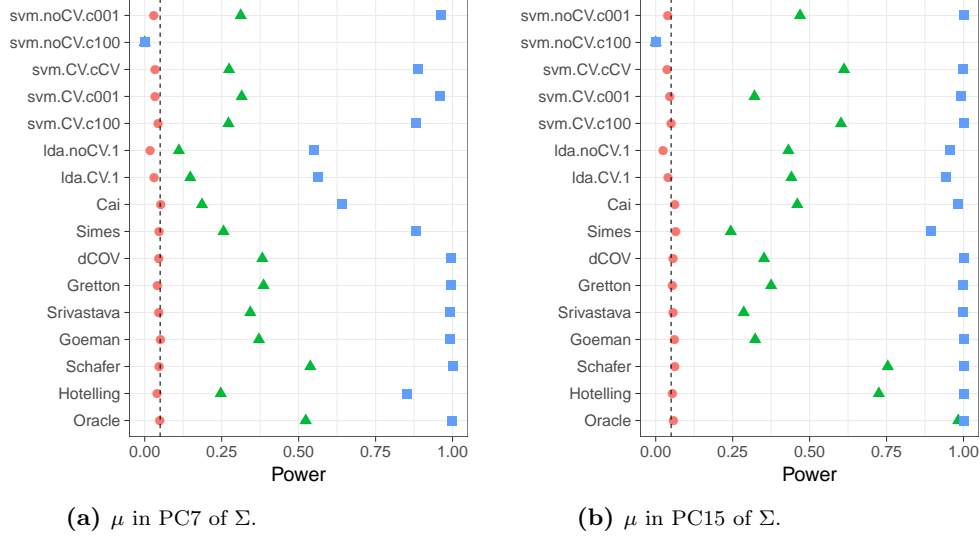 svm.noCV.c001
svm.noCV.c100
svm.CV.cCV
svm.CV.c001
svm.CV.c100
lda.noCV.1
lda.CV.1
Cai
Simes
dCOV
Gretton
Srivastava
Goeman
Schafer
Hotelling
Oracle
0.00 0.25 0.50 0.75 1.00
Power
(a) μ in PC7 of Σ.
svm.noCV.c001
svm.noCV.c100
svm.CV.cCV
svm.CV.c001
svm.CV.c100
lda.noCV.1
lda.CV.1
Cai
Simes
dCOV
Gretton
Srivastava
Goeman
Schafer
Hotelling
Oracle
0.00 0.25 0.50 0.75 1.00
Power
(b) μ in PC15 of Σ.